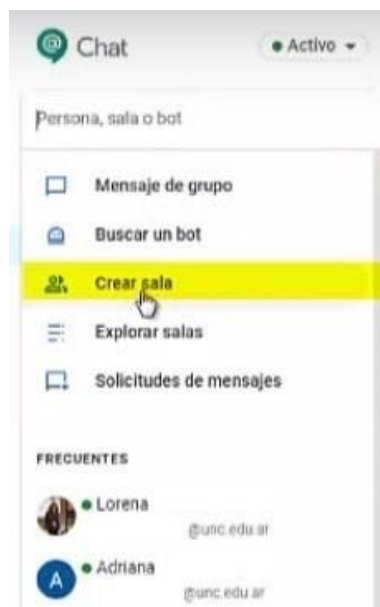 Chat
Activo
Persona, sala o bot
Mensaje de grupo
Buscar un bot
Crear sala
Explorar salas
Solicitudes de mensajes
FRECUENTES
Lorena
@unc.edu.ar
A
Adriana
@unc.edu.ar